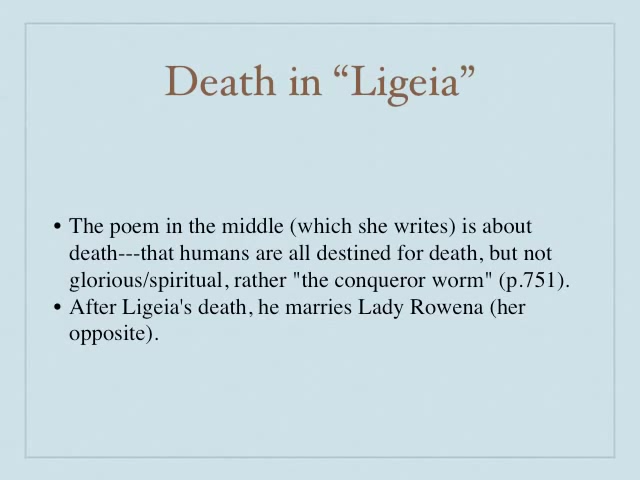 Death in “Ligeia”
• The poem in the middle (which she writes) is about
death---that humans are all destined for death, but not
glorious/spiritual, rather "the conqueror worm" (p.751).
• After Ligeia's death, he marries Lady Rowena (her
opposite).